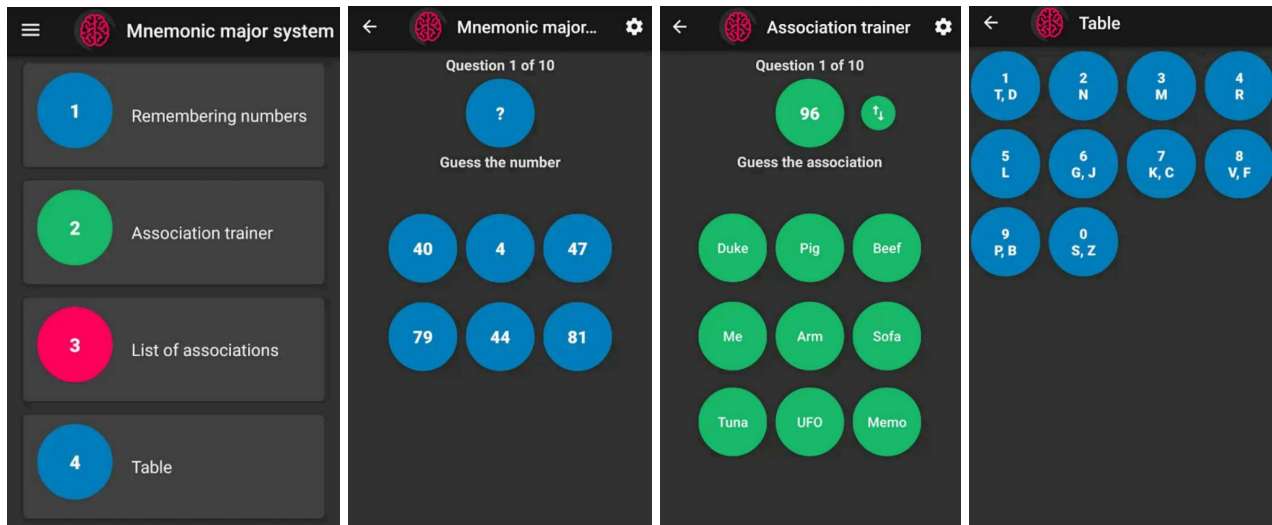 Mnemonic major system
1
Remembering numbers
2
Association trainer
3
List of associations
4
Table
Mnemonic major...
Question 1 of 10
?
Guess the number
40 4 47
79 44 81
Association trainer
Question 1 of 10
96
Guess the association
Duke Pig Beef
Me Arm Sofa
Tuna UFO Memo
Table
1 2 3 4
T, D N M R
5 6 7 8
L G, J K, C V, F
9 0
P, B S, Z